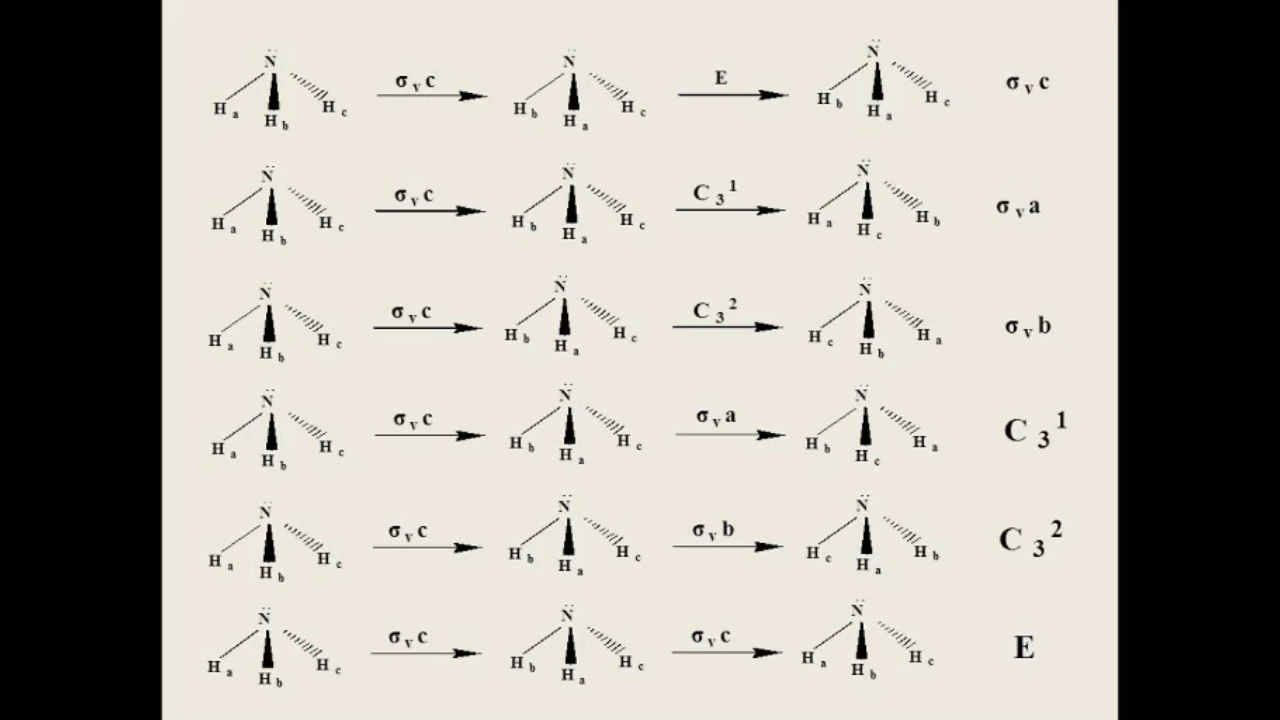 N̈ N̈ N̈
σ v c E σ v c
H a H b H c H b H a H c H b H a H c
N̈ N̈ N̈
σ v c C 3 1 σ v a
H a H b H c H b H a H c H a H c H b
N̈ N̈ N̈
σ v c C 3 2 σ v b
H a H b H c H b H a H c H c H b H a
N̈ N̈ N̈
σ v c σ v a C 3 1
H a H b H c H b H a H c H b H c H a
N̈ N̈ N̈
σ v c σ v b C 3 2
H a H b H c H b H a H c H c H a H b
N̈ N̈ N̈
σ v c σ v c E
H a H b H c H b H a H c H a H b H c